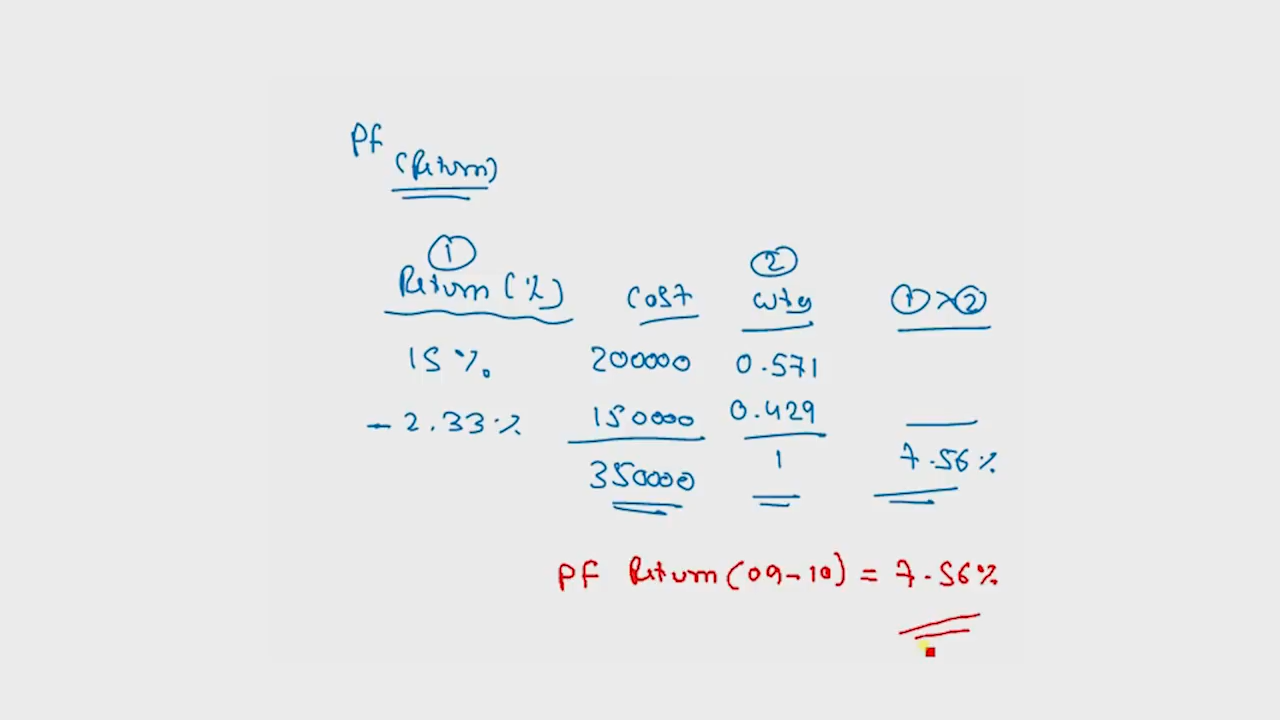 Pf (Return)
① ②
Return (%) Cost wtg ① × ②
15 %. 200000 0.571
- 2.33% 150000 0.429
350000 1 7.56%
Pf Return (09-10) = 7.56%